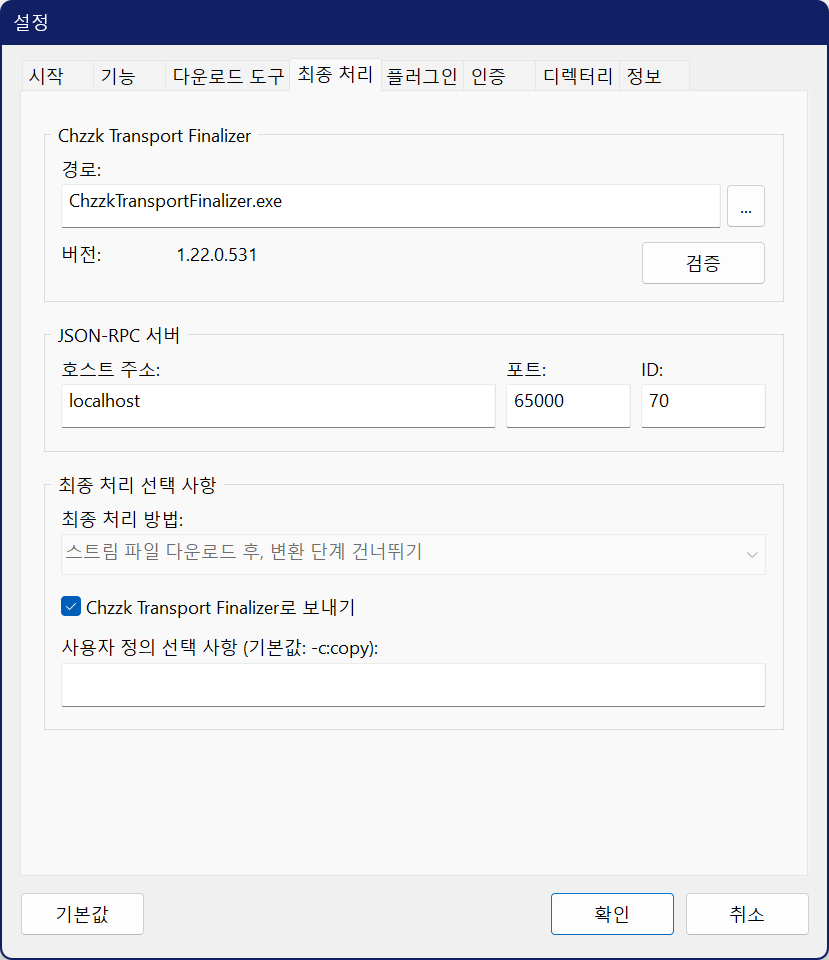 설정
시작 기능 다운로드 도구 최종 처리 플러그인 인증 디렉터리 정보
Chzzk Transport Finalizer
경로:
ChzzkTransportFinalizer.exe ...
버전: 1.22.0.531 검증
JSON-RPC 서버
호스트 주소: 포트: ID:
localhost 65000 70
최종 처리 선택 사항
최종 처리 방법:
스트림 파일 다운로드 후, 변환 단계 건너뛰기
Chzzk Transport Finalizer로 보내기
사용자 정의 선택 사항 (기본값: -c:copy):
기본값 확인 취소